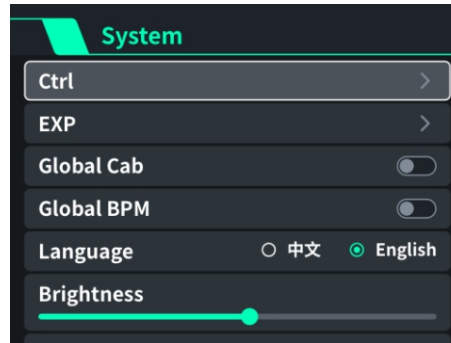 System
Ctrl
EXP
Global Cab
Global BPM
Language 中文 English
Brightness